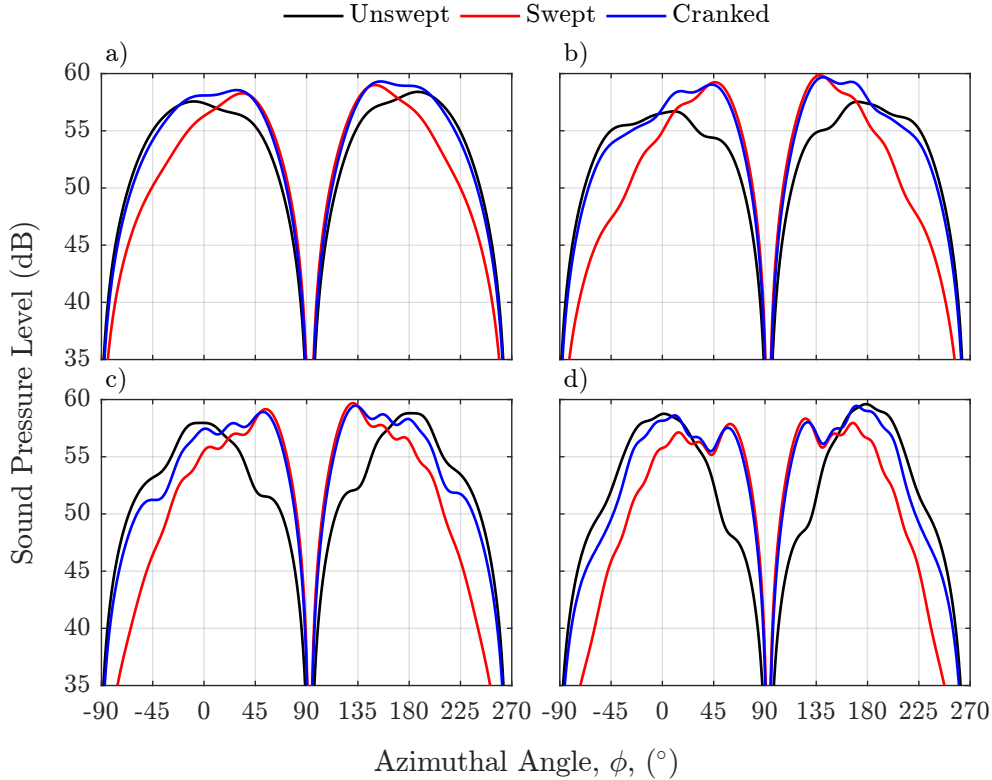 Unswept Swept Cranked
a) b)
60
55
50
45
40
35
c) d)
60
55
50
45
40
35
-90 -45 0 45 90 135 180 225 270 -90 -45 0 45 90 135 180 225 270
Sound Pressure Level (dB)
Azimuthal Angle, ϕ, (°)